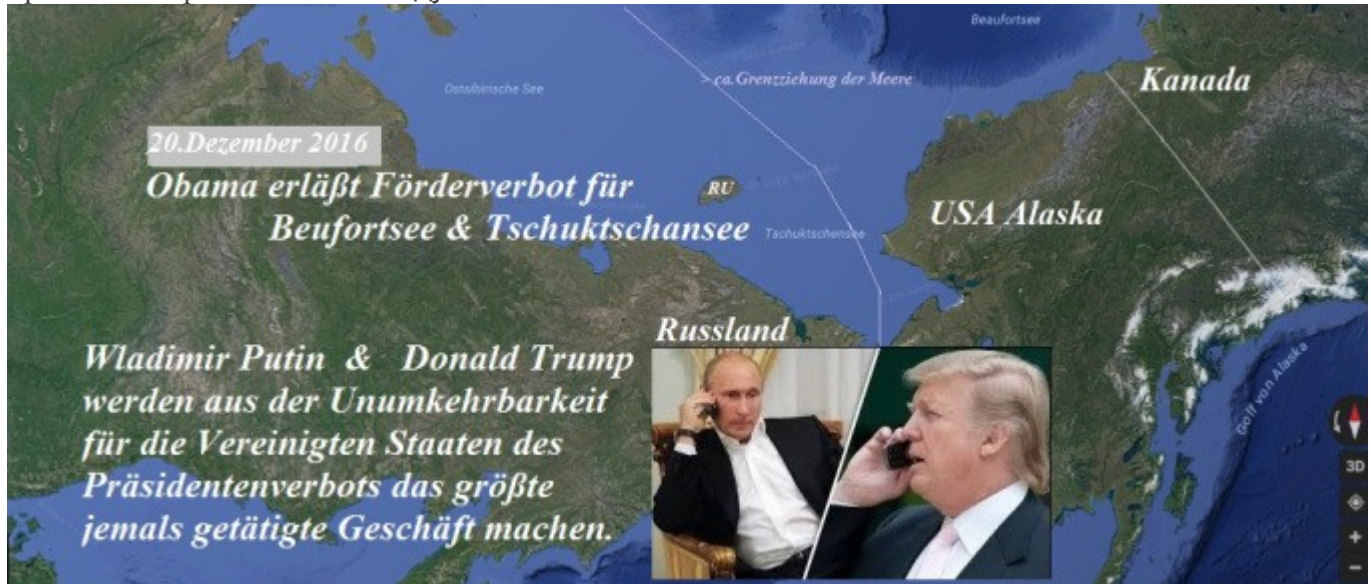 Beaufortsee
> ca.Grenzziehung der Meere
Kanada
Ostsibirische See
20.Dezember 2016
Obama erläßt Förderverbot für
RU
Beufortsee & Tschuktschansee
Tschuktschensee
USA Alaska
Russland
Wladimir Putin & Donald Trump
werden aus der Unumkehrbarkeit
für die Vereinigten Staaten des
Präsidentenverbots das größte
jemals getätigte Geschäft machen.
Golf von Alaska
3D
+
−